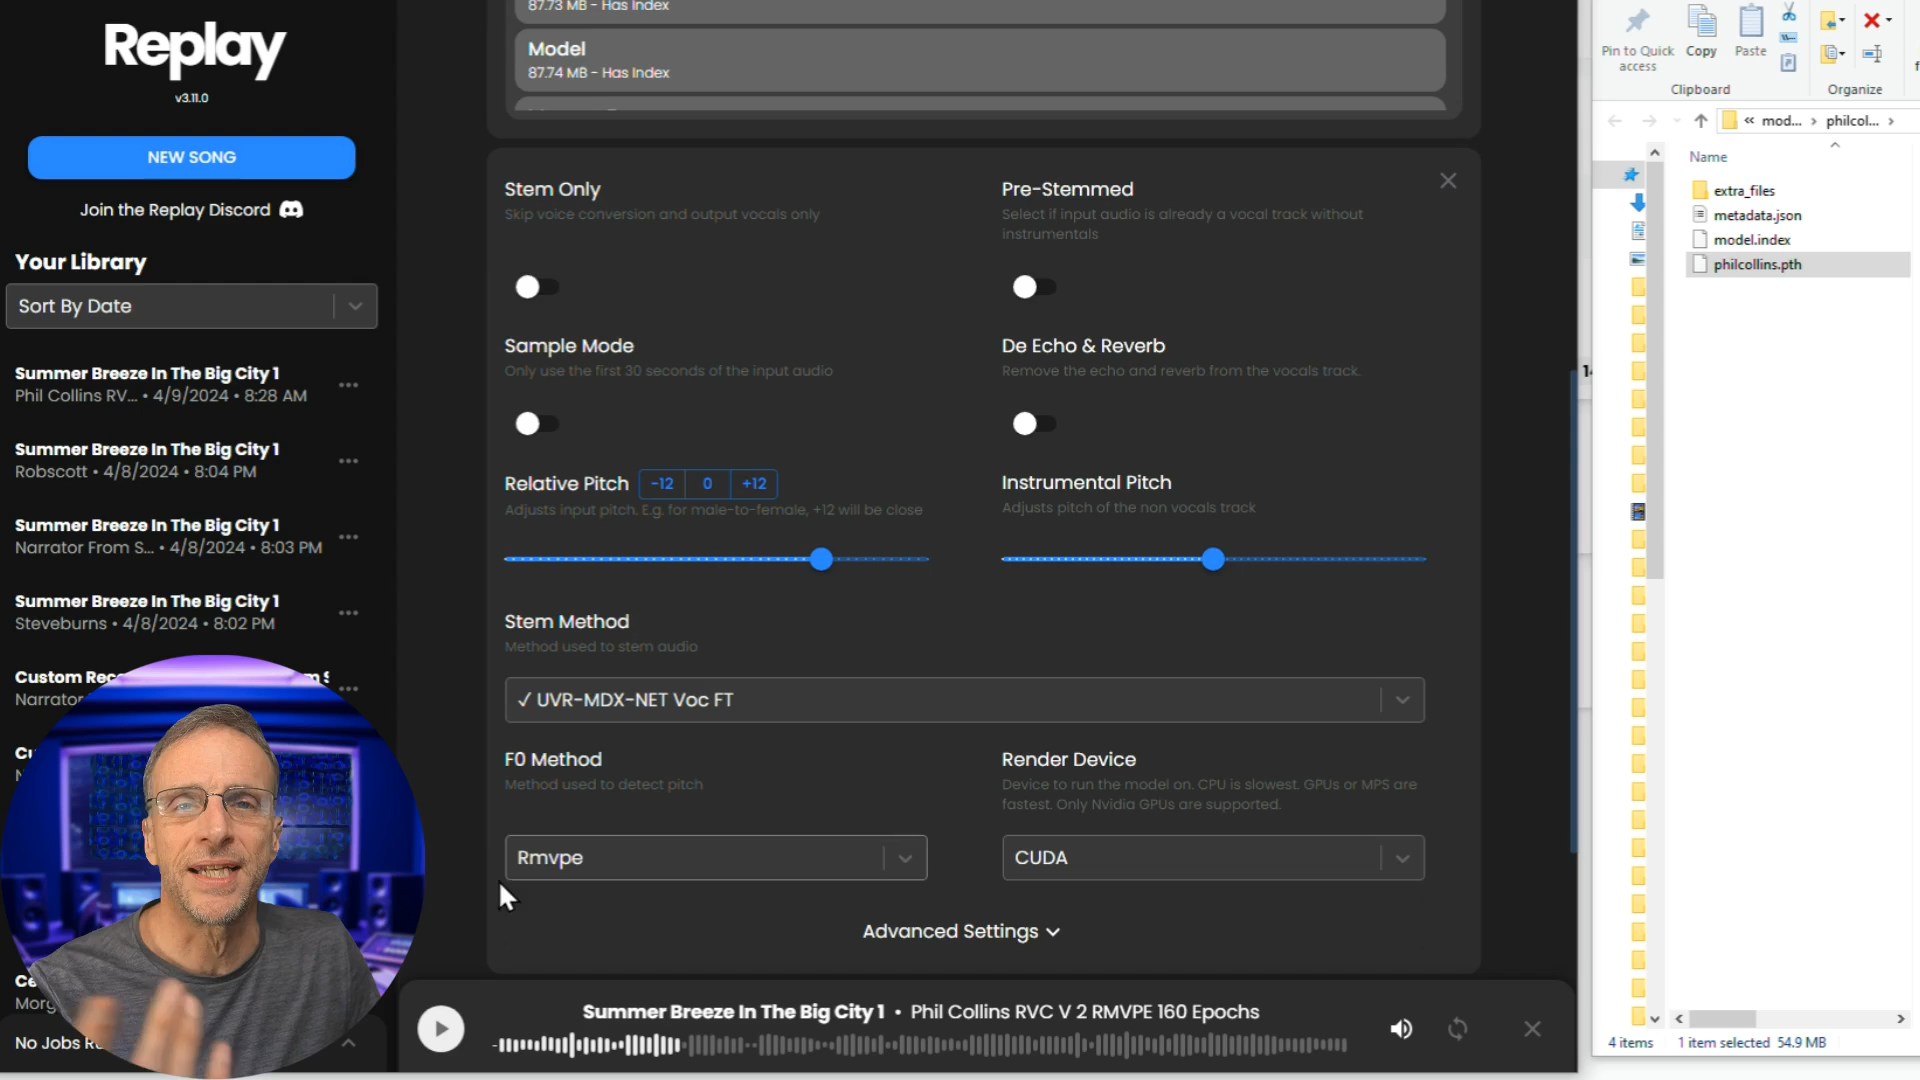 Replay
v3.11.0
NEW SONG
Join the Replay Discord
Your Library
Sort By Date
Summer Breeze In The Big City 1
Phil Collins RV... • 4/9/2024 • 8:28 AM
Summer Breeze In The Big City 1
Robscott • 4/8/2024 • 8:04 PM
Summer Breeze In The Big City 1
Narrator From S... • 4/8/2024 • 8:03 PM
Summer Breeze In The Big City 1
Steveburns • 4/8/2024 • 8:02 PM
Custom Rec
Narrator
No Jobs R
87.73 MB - Has Index
Model
87.74 MB - Has Index
Stem Only
Skip voice conversion and output vocals only
Pre-Stemmed
Select if input audio is already a vocal track without
instrumentals
Sample Mode
Only use the first 30 seconds of the input audio
De Echo & Reverb
Remove the echo and reverb from the vocals track.
Relative Pitch -12 0 +12
Adjusts input pitch. E.g. for male-to-female, +12 will be close
Instrumental Pitch
Adjusts pitch of the non vocals track
Stem Method
Method used to stem audio
✓ UVR-MDX-NET Voc FT
F0 Method
Method used to detect pitch
Rmvpe
Render Device
Device to run the model on. CPU is slowest. GPUs or MPS are
fastest. Only Nvidia GPUs are supported.
CUDA
Advanced Settings
Summer Breeze In The Big City 1 • Phil Collins RVC V 2 RMVPE 160 Epochs
Pin to Quick
access
Copy
Paste
Clipboard
Organize
« mod... › philcol... ›
Name
extra_files
metadata.json
model.index
philcollins.pth
4 items 1 item selected 54.9 MB